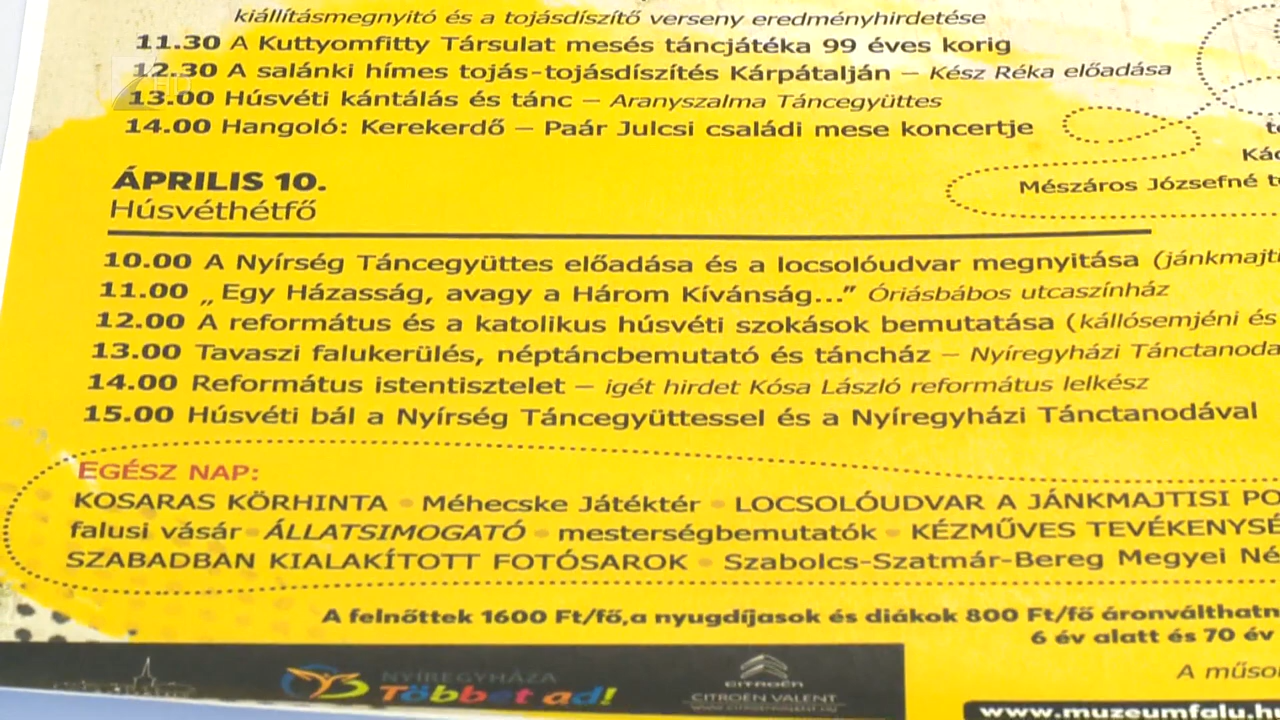 kiállításmegnyitó és a tojásdíszítő verseny eredményhirdetése
11.30 A Kuttyomfitty Társulat mesés táncjátéka 99 éves korig
12.30 A salánki hímes tojás-tojásdíszítés Kárpátalján – Kész Réka előadása
13.00 Húsvéti kántálás és tánc – Aranyszalma Táncegyüttes
14.00 Hangoló: Kerekerdő – Paár Julcsi családi mese koncertje
Mészáros Józsefné
ÁPRILIS 10.
Húsvéthétfő
10.00 A Nyírség Táncegyüttes előadása és a locsolóudvar megnyitása
11.00 „ Egy Házasság, avagy a Három Kívánság..." Óriásbábos utcaszínház
12.00 A református és a katolikus húsvéti szokások bemutatása (kállósemjéni és
13.00 Tavaszi falukerülés, néptáncbemutató és táncház – Nyíregyházi Tánctanoda
14.00 Református istentisztelet – igét hirdet Kósa László református lelkész
15.00 Húsvéti bál a Nyírség Táncegyüttessel és a Nyíregyházi Tánctanodával
EGÉSZ NAP:
KOSARAS KÖRHINTA • Méhecske Játéktér • LOCSOLÓUDVAR A JÁNKMAJTISI
falusi vásár • ÁLLATSIMOGATÓ • mesterségbemutatók • KÉZMŰVES
SZABADBAN KIALAKÍTOTT FOTÓSAROK • Szabolcs-Szatmár-Bereg Megyei
A felnőttek 1600 Ft/fő,a nyugdíjasok és diákok 800 Ft/fő áron
6 év alatt és 70 év
A
NYÍREGYHÁZA
Többet ad!
CITROËN
CITROËN VALENT
www.muzeumfalu.hu